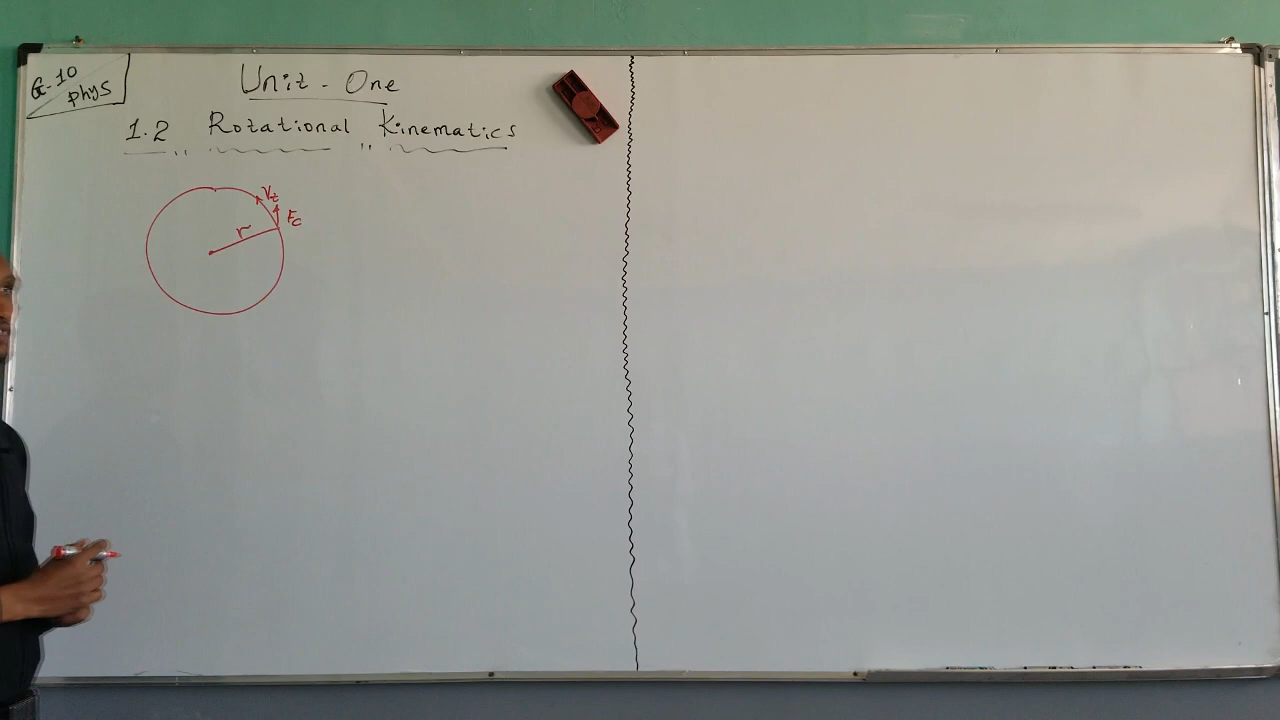 G-10
phys
Unit - One
1.2 Rotational Kinematics
Vt
Fc
r